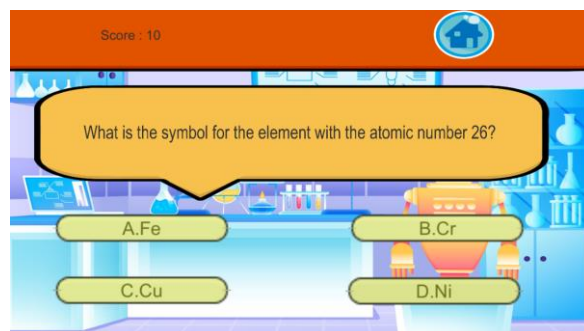 Score : 10
What is the symbol for the element with the atomic number 26?
A.Fe
B.Cr
C.Cu
D.Ni